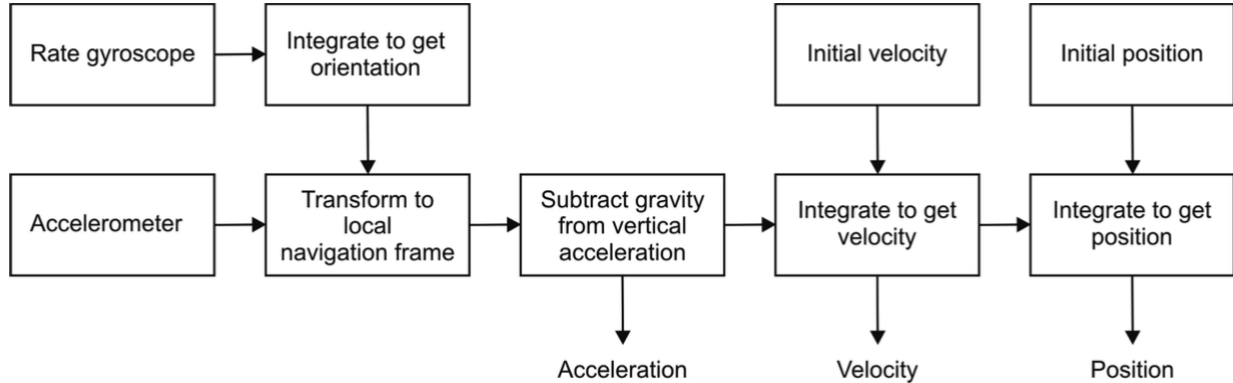 Rate gyroscope
Integrate to get
orientation
Initial velocity
Initial position
Accelerometer
Transform to
local
navigation frame
Subtract gravity
from vertical
acceleration
Integrate to get
velocity
Integrate to get
position
Acceleration
Velocity
Position